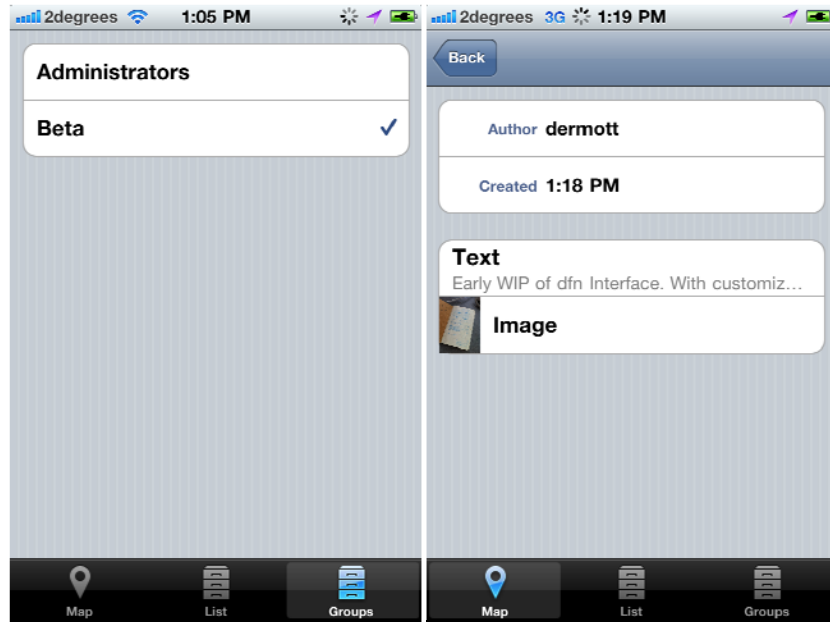 2degrees 1:05 PM
Administrators
Beta
Map List Groups
2degrees 3G 1:19 PM
Back
Author dermott
Created 1:18 PM
Text
Early WIP of dfn Interface. With customiz...
Image
Map List Groups